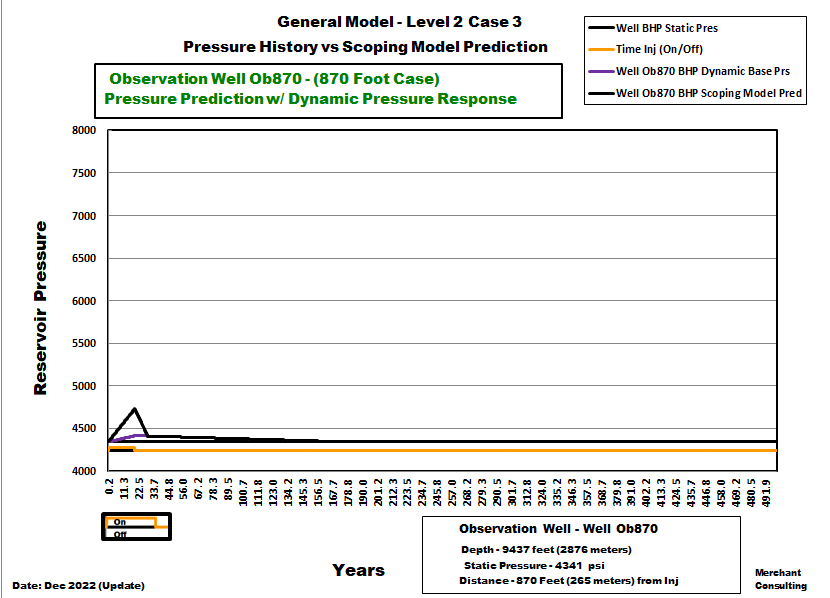 General Model - Level 2 Case 3
Pressure History vs Scoping Model Prediction
Well BHP Static Pres
Time Inj (On/Off)
Well Ob870 BHP Dynamic Base Prs
Well Ob870 BHP Scoping Model Pred
Observation Well Ob870 - (870 Foot Case)
Pressure Prediction w/ Dynamic Pressure Response
Reservoir Pressure
8000
7500
7000
6500
6000
5500
5000
4500
4000
0.2
11.3
22.5
33.7
44.8
56.0
67.2
78.3
89.5
100.7
111.8
123.0
134.2
145.3
156.5
167.7
178.8
190.0
201.2
212.3
223.5
234.7
245.8
257.0
268.2
279.3
290.5
301.7
312.8
324.0
335.2
346.3
357.5
368.7
379.8
391.0
402.2
413.3
424.5
435.7
446.8
458.0
469.2
480.5
491.9
On
Off
Years
Observation Well - Well Ob870
Depth - 9437 feet (2876 meters)
Static Pressure - 4341 psi
Distance - 870 Feet (265 meters) from Inj
Date: Dec 2022 (Update)
Merchant
Consulting